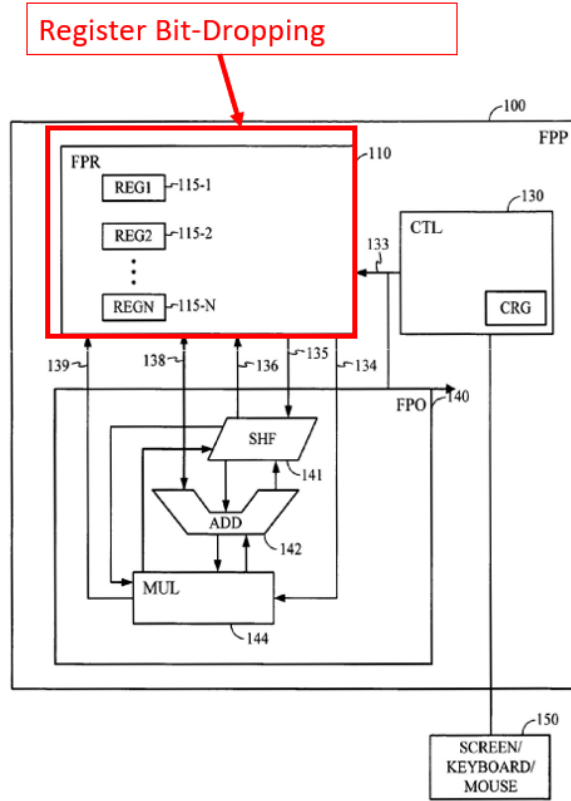 Register Bit-Dropping
100
FPP
110
FPR
REG1
115-1
REG2
115-2
REGN
115-N
130
CTL
133
CRG
139
138
136
135
134
140
FPO
SHF
141
ADD
142
MUL
144
150
SCREEN/
KEYBOARD/
MOUSE